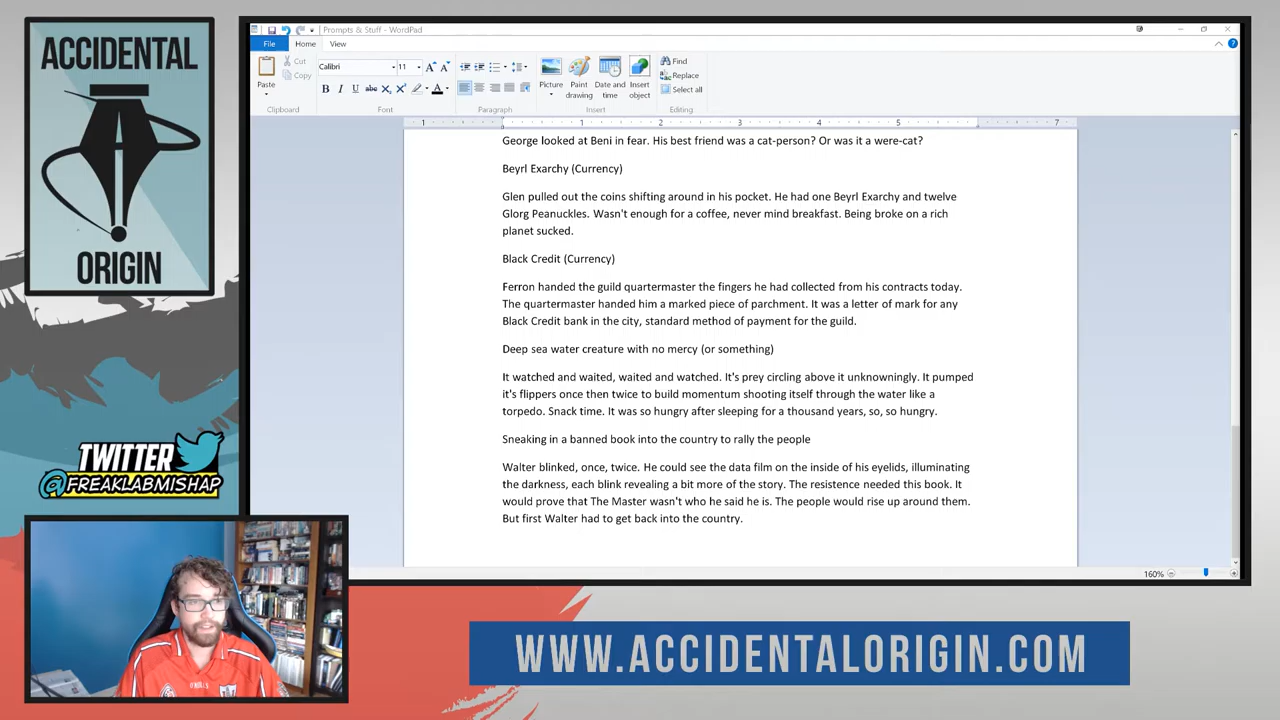 ACCIDENTAL
ORIGIN
TWITTER
@FREAKLABMISHAP
Prompts & Stuff - WordPad
File
Home
View
Paste
Cut
Copy
Clipboard
Calibri
11
B I U abc X X A
Font
Paragraph
Picture
Paint drawing
Date and time
Insert object
Insert
Find
Replace
Select all
Editing
1 1 2 3 4 5 7
George looked at Beni in fear. His best friend was a cat-person? Or was it a were-cat?
Beyrl Exarchy (Currency)
Glen pulled out the coins shifting around in his pocket. He had one Beyrl Exarchy and twelve
Glorg Peanuckles. Wasn't enough for a coffee, never mind breakfast. Being broke on a rich
planet sucked.
Black Credit (Currency)
Ferron handed the guild quartermaster the fingers he had collected from his contracts today.
The quartermaster handed him a marked piece of parchment. It was a letter of mark for any
Black Credit bank in the city, standard method of payment for the guild.
Deep sea water creature with no mercy (or something)
It watched and waited, waited and watched. It's prey circling above it unknowningly. It pumped
it's flippers once then twice to build momentum shooting itself through the water like a
torpedo. Snack time. It was so hungry after sleeping for a thousand years, so, so hungry.
Sneaking in a banned book into the country to rally the people
Walter blinked, once, twice. He could see the data film on the inside of his eyelids, illuminating
the darkness, each blink revealing a bit more of the story. The resistence needed this book. It
would prove that The Master wasn't who he said he is. The people would rise up around them.
But first Walter had to get back into the country.
160%
WWW.ACCIDENTALORIGIN.COM